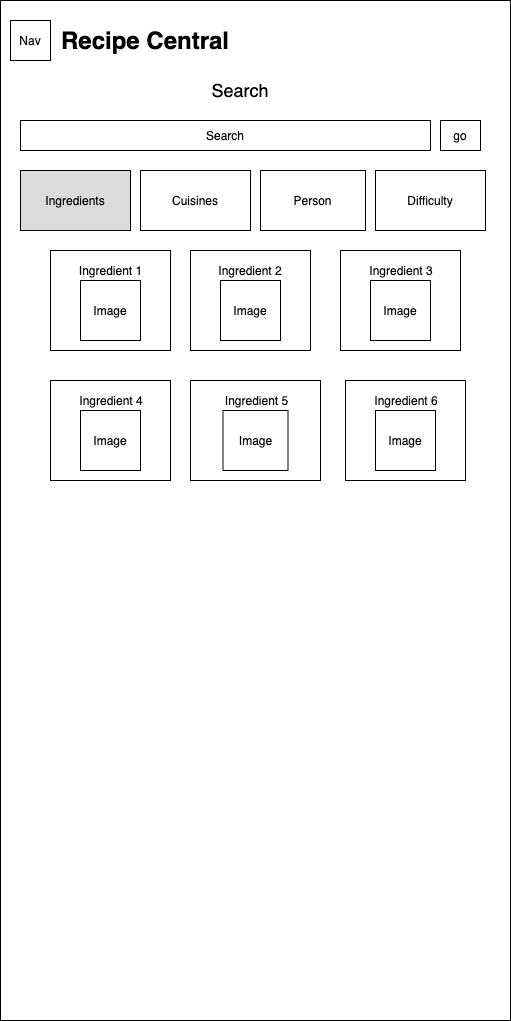 Nav
Recipe Central
Search
Search
go
Ingredients
Cuisines
Person
Difficulty
Ingredient 1
Ingredient 2
Ingredient 3
Image
Image
Image
Ingredient 4
Ingredient 5
Ingredient 6
Image
Image
Image